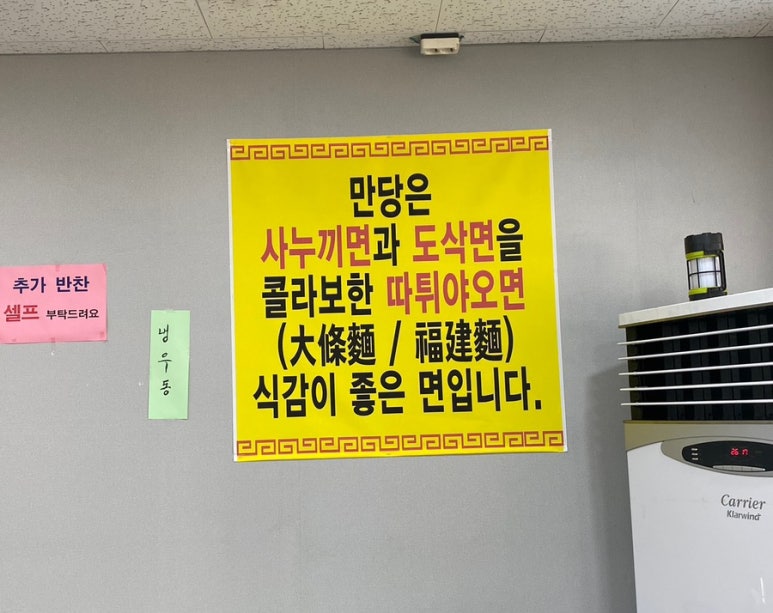 만당은
사누끼면과 도삭면을
콜라보한 따튀야오면
(大條麵 / 福建麵)
식감이 좋은 면입니다.
추가 반찬
셀프 부탁드려요
냉우동
Carrier
Klarwind